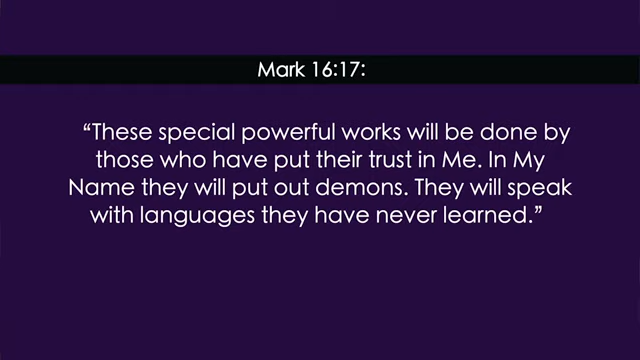 Mark 16:17:
“These special powerful works will be done by
those who have put their trust in Me. In My
Name they will put out demons. They will speak
with languages they have never learned.”